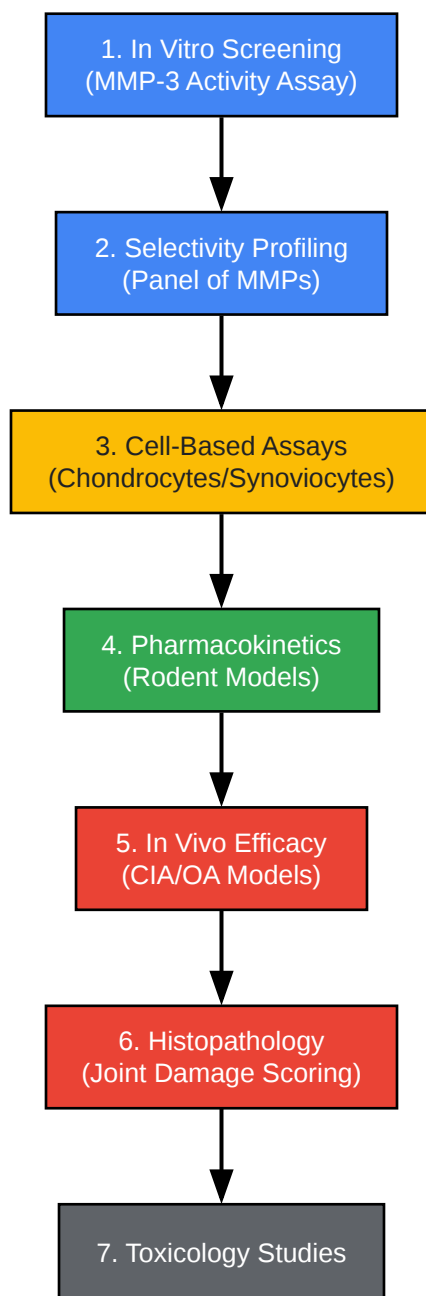 1. In Vitro Screening
(MMP-3 Activity Assay)
2. Selectivity Profiling
(Panel of MMPs)
3. Cell-Based Assays
(Chondrocytes/Synoviocytes)
4. Pharmacokinetics
(Rodent Models)
5. In Vivo Efficacy
(CIA/OA Models)
6. Histopathology
(Joint Damage Scoring)
7. Toxicology Studies